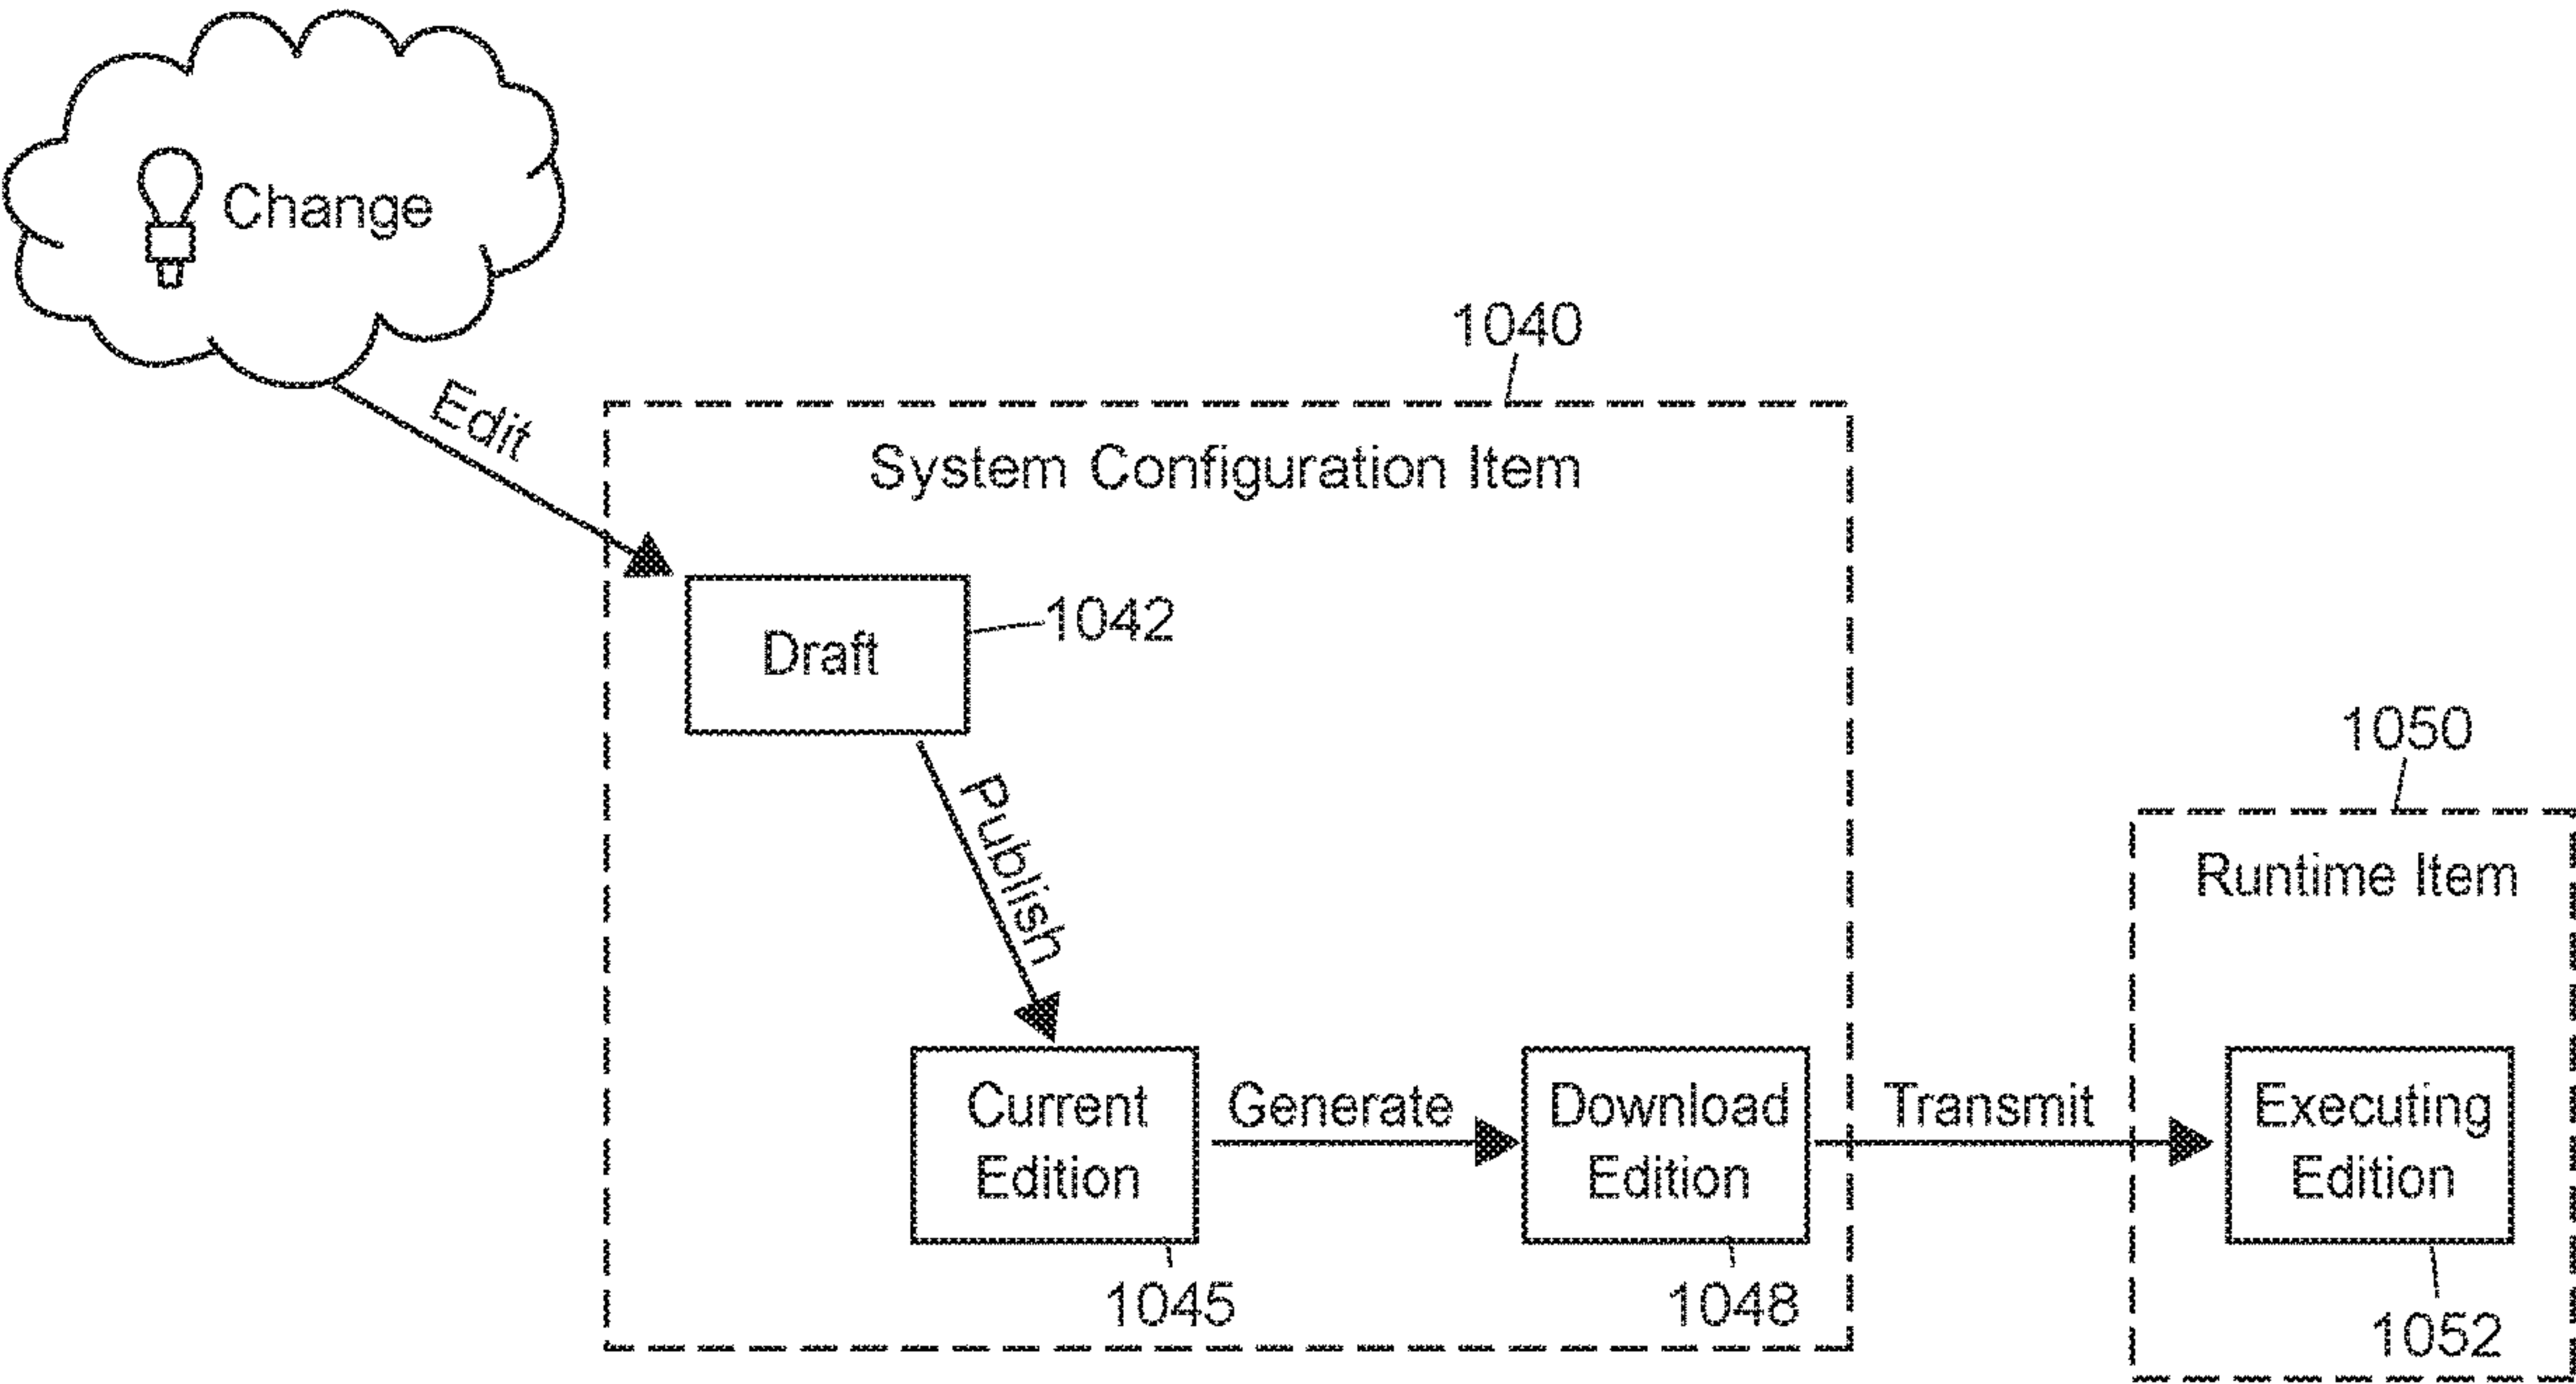 Change
Edit
1040
System Configuration Item
Draft
1042
Publish
1050
Runtime Item
Current
Edition
Generate
Download
Edition
Transmit
Executing
Edition
1045
1048
1052